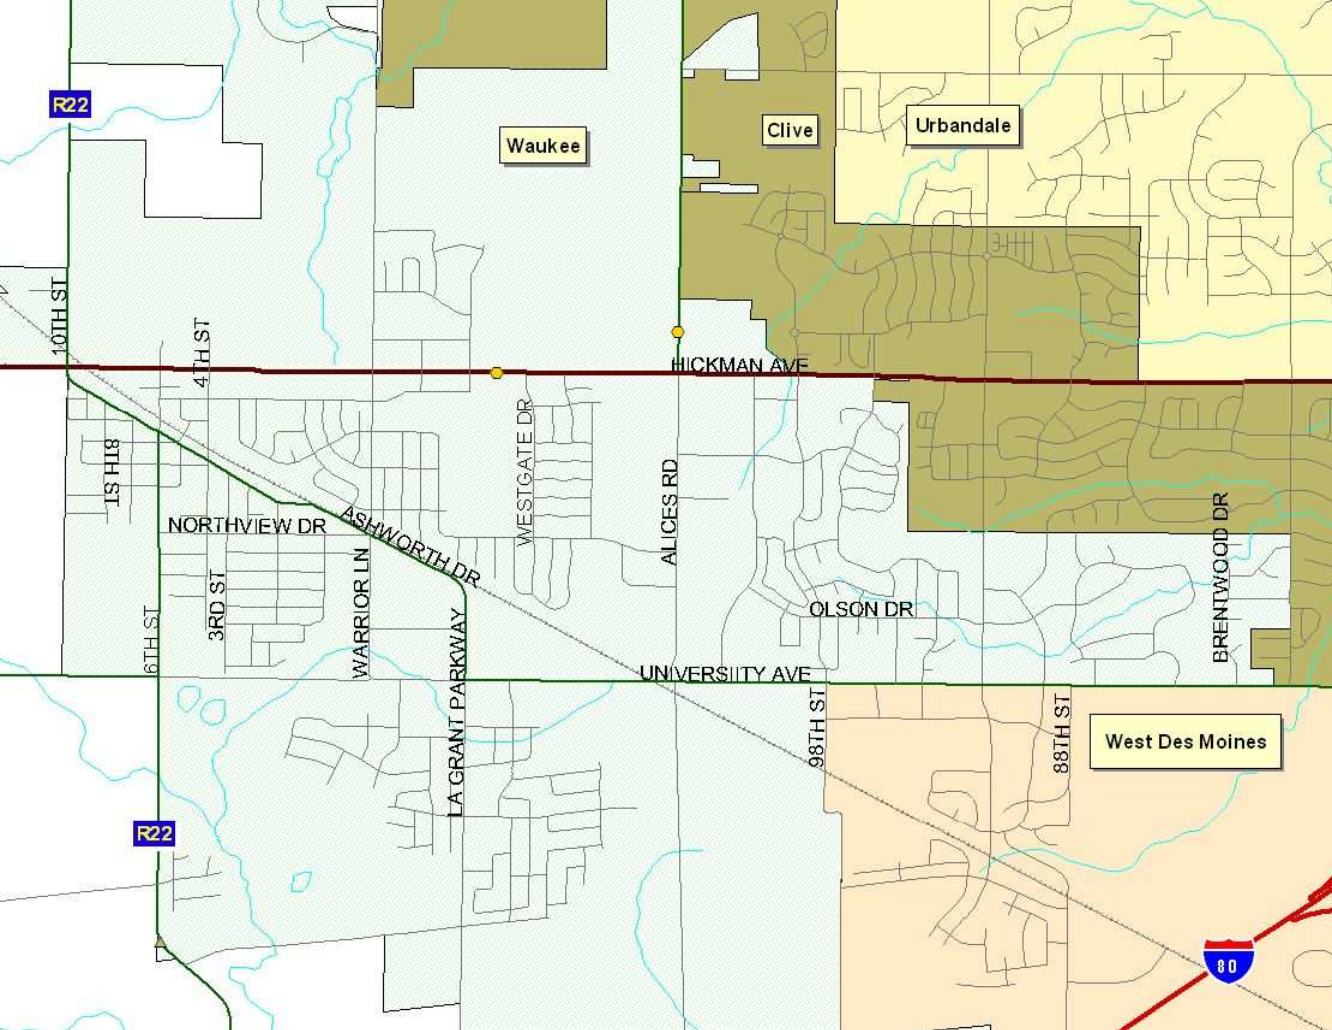 R22
Waukee
Clive
Urbandale
10TH ST
4TH ST
HICKMAN AVE
8TH ST
WESTGATE DR
ALICES RD
NORTHVIEW DR
ASHWORTH DR
BRENTWOOD DR
WARRIOR LN
3RD ST
6TH ST
OLSON DR
LA GRANT PARKWAY
UNIVERSIITY AVE
98TH ST
88TH ST
West Des Moines
R22
80